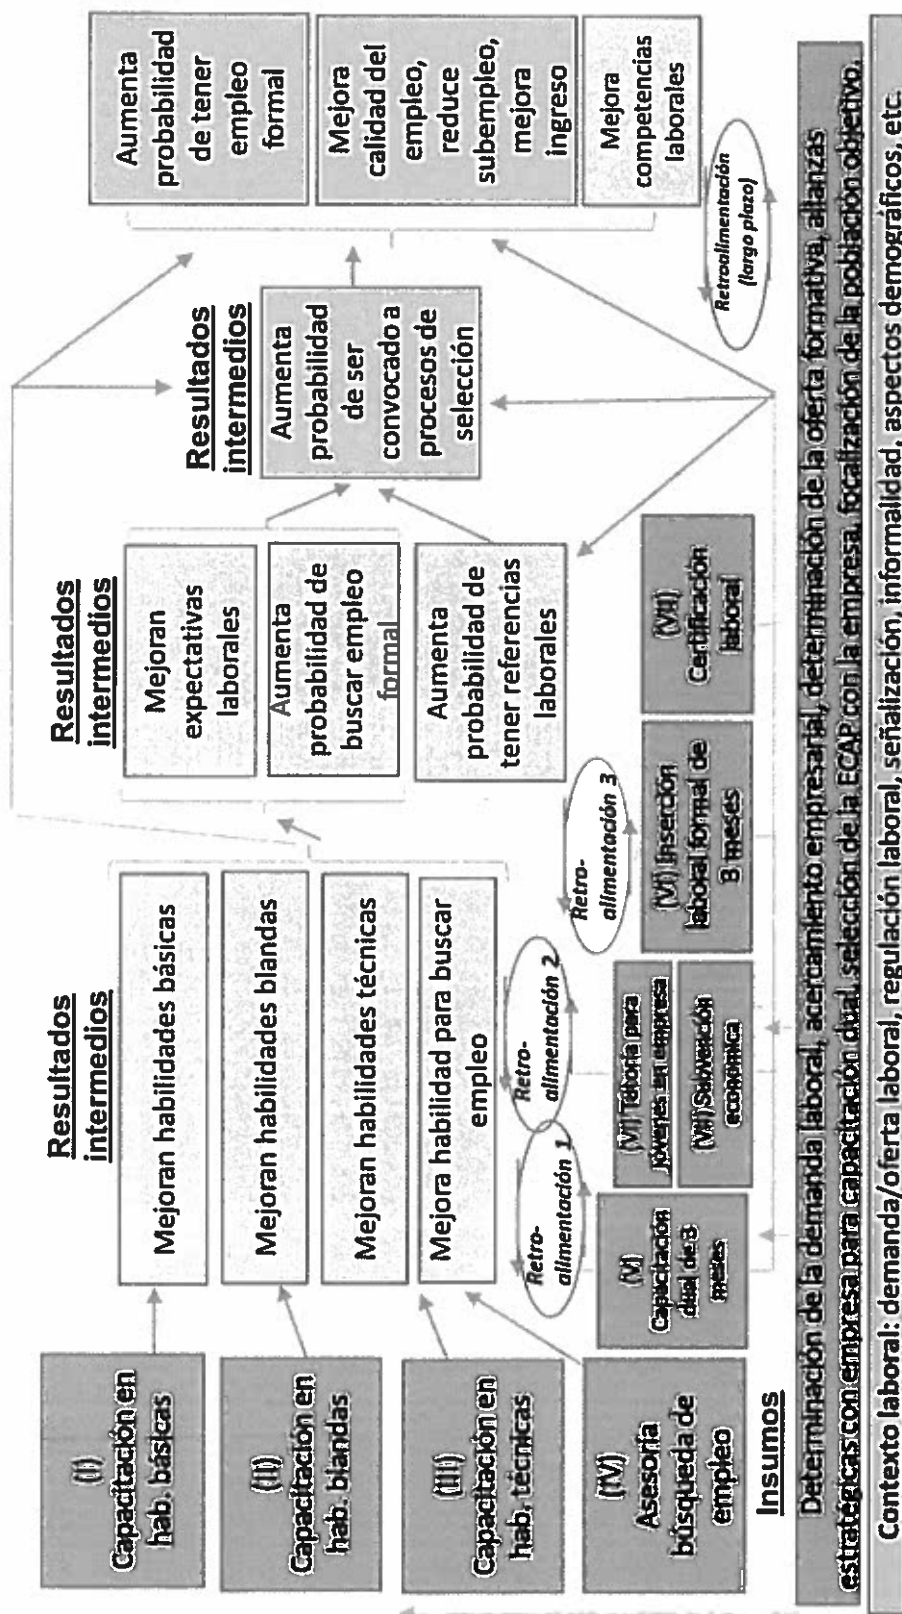 (I)
Capacitación en
hab. básicas
(II)
Capacitación en
hab. blandas
(III)
Capacitación en
hab. técnicas
(IV)
Asesoría
búsqueda de
empleo
Insumos
Resultados
intermedios
Mejoran habilidades básicas
Mejoran habilidades blandas
Mejoran habilidades técnicas
Mejora habilidad para buscar
empleo
Retro-
alimentación 1
Retro-
alimentación 2
Retro-
alimentación 3
(V)
Capacitación
dual de 3
meses
(VI) Tutoría para
jóvenes en empresa
(VII) Subvención
económica
(VI) Inserción
laboral formal de
3 meses
(VII)
Certificación
laboral
Resultados
intermedios
Mejoran
expectativas
laborales
Aumenta
probabilidad de
buscar empleo
formal
Aumenta
probabilidad de
tener referencias
laborales
Resultados
intermedios
Aumenta
probabilidad
de ser
convocado a
procesos de
selección
Aumenta
probabilidad
de tener
empleo
formal
Mejora
calidad del
empleo,
reduce
subempleo,
mejora
ingreso
Mejora
competencias
laborales
Retroalimentación
(largo plazo)
Determinación de la demanda laboral, acercamiento empresarial, determinación de la oferta formativa, alianzas
estratégicas con empresa para capacitación dual, selección de la ECAP con la empresa, focalización de la población objetivo.
Contexto laboral: demanda/oferta laboral, regulación laboral, señalización, informalidad, aspectos demográficos, etc.